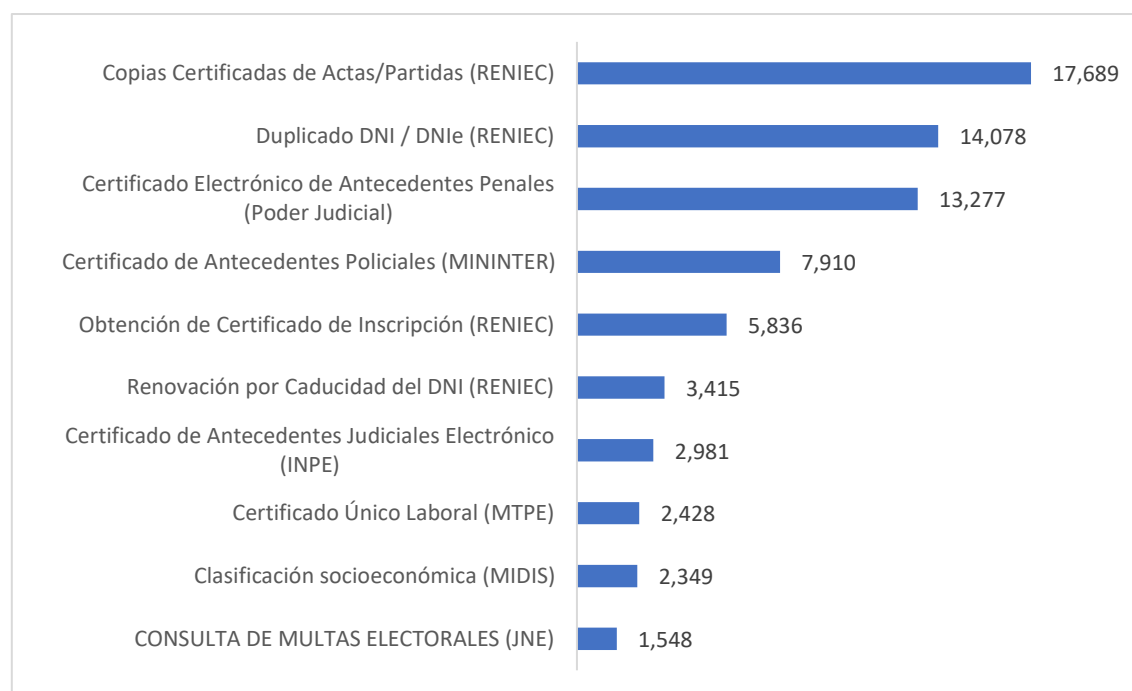 Copias Certificadas de Actas/Partidas (RENIEC) 17,689
Duplicado DNI / DNIe (RENIEC) 14,078
Certificado Electrónico de Antecedentes Penales
(Poder Judicial) 13,277
Certificado de Antecedentes Policiales (MININTER) 7,910
Obtención de Certificado de Inscripción (RENIEC) 5,836
Renovación por Caducidad del DNI (RENIEC) 3,415
Certificado de Antecedentes Judiciales Electrónico
(INPE) 2,981
Certificado Único Laboral (MTPE) 2,428
Clasificación socioeconómica (MIDIS) 2,349
CONSULTA DE MULTAS ELECTORALES (JNE) 1,548